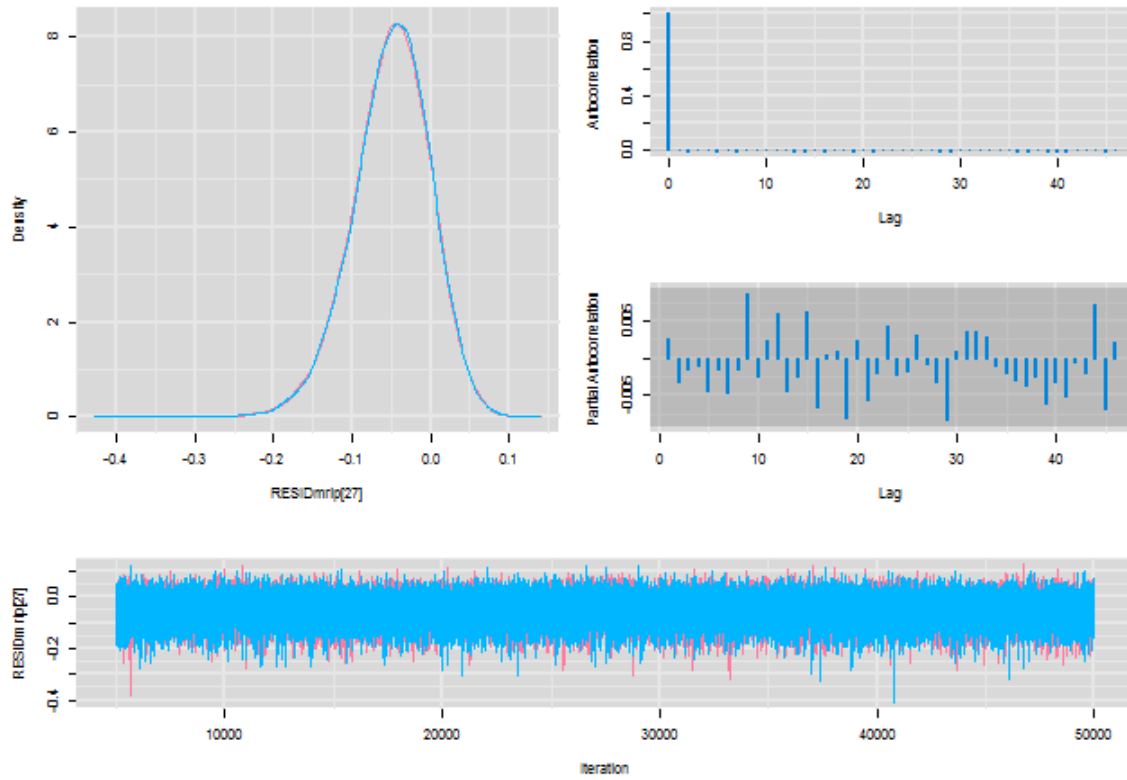 8
6
4
2
0
Density
-0.4 -0.3 -0.2 -0.1 0.0 0.1
RESIDmrip[27]
0.8
0.4
0.0
Autocorrelation
0 10 20 30 40
Lag
0.005
-0.005
Partial Autocorrelation
0 10 20 30 40
Lag
0.0
-0.2
-0.4
RESIDmrip[27]
10000 20000 30000 40000 50000
Iteration